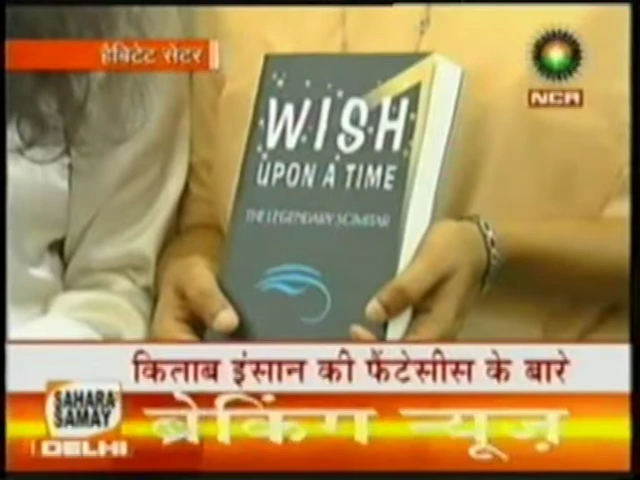 हैबिटेट सेंटर
NCR
WISH
UPON A TIME
THE LEGENDARY SCIMITAR
किताब इंसान की फैंटेसीस के बारे
SAHARA
SAMAY
DELHI
ब्रेकिंग न्यूज़